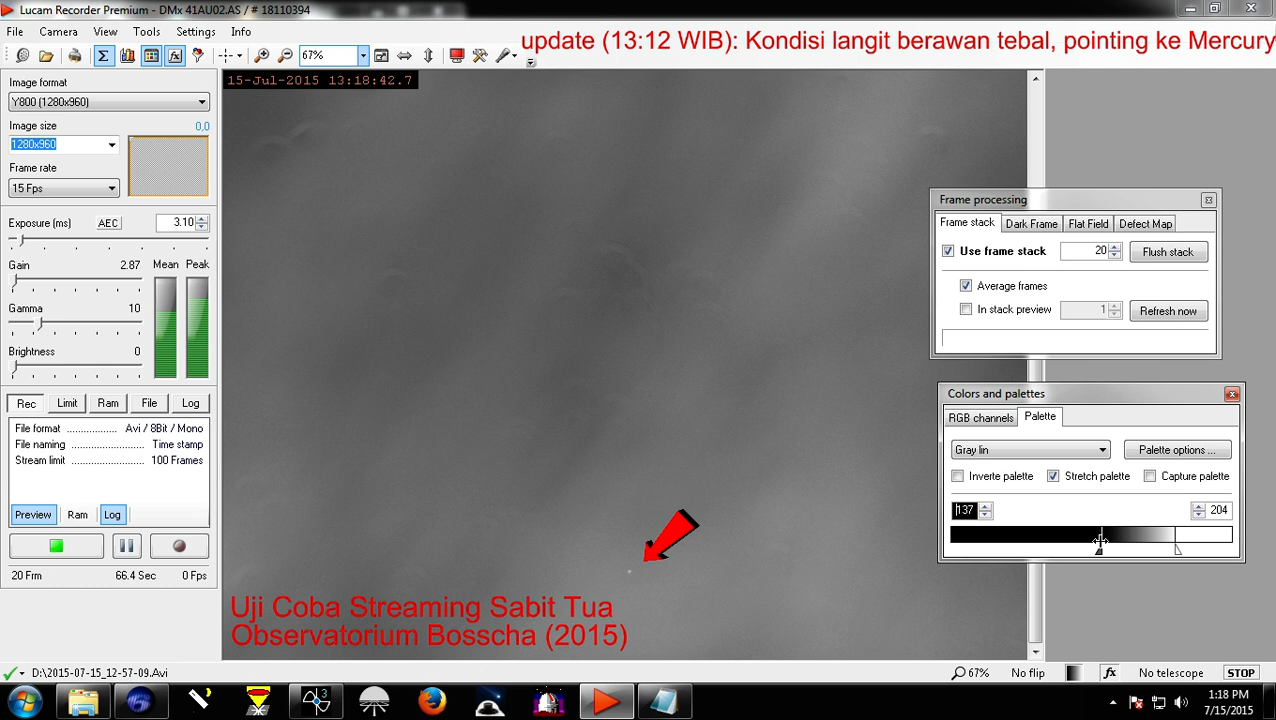 Lucam Recorder Premium - DMx 41AU02.AS / # 18110394
File Camera View Tools Settings Info
67%
update (13:12 WIB): Kondisi langit berawan tebal, pointing ke Mercury
15-Jul-2015 13:18:42.7
Image format
Y800 (1280x960)
Image size 0,0
1280x960
Frame rate
15 Fps
Exposure (ms) AEC 3.10
Gain 2.87 Mean Peak
Gamma 10
Brightness 0
Rec Limit Ram File Log
File format Avi / 8Bit / Mono
File naming Time stamp
Stream limit 100 Frames
Preview Ram Log
20 Frm 66.4 Sec 0 Fps
Frame processing
Frame stack Dark Frame Flat Field Defect Map
Use frame stack 20 Flush stack
Average frames
In stack preview 1 Refresh now
Colors and palettes
RGB channels Palette
Gray lin Palette options ...
Inverte palette Stretch palette Capture palette
137 204
Uji Coba Streaming Sabit Tua
Observatorium Bosscha (2015)
D:\2015-07-15_12-57-09.Avi 67% No flip fx No telescope STOP
1:18 PM
7/15/2015